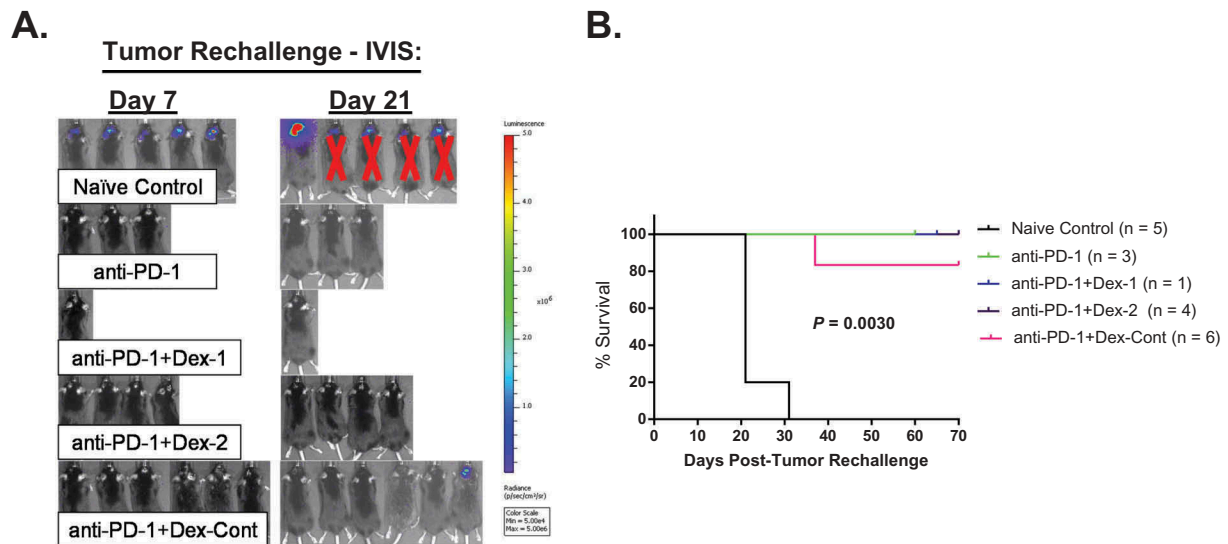 A.
Tumor Rechallenge - IVIS:
Day 7
Day 21
Naïve Control
anti-PD-1
anti-PD-1+Dex-1
anti-PD-1+Dex-2
anti-PD-1+Dex-Cont
Luminescence
5.0
4.0
3.0
x10⁶
2.0
1.0
Radiance
(p/sec/cm²/sr)
Color Scale
Min = 5.00e4
Max = 5.00e6
B.
% Survival
100
80
60
40
20
0
0 10 20 30 40 50 60 70
Days Post-Tumor Rechallenge
P = 0.0030
Naive Control (n = 5)
anti-PD-1 (n = 3)
anti-PD-1+Dex-1 (n = 1)
anti-PD-1+Dex-2 (n = 4)
anti-PD-1+Dex-Cont (n = 6)